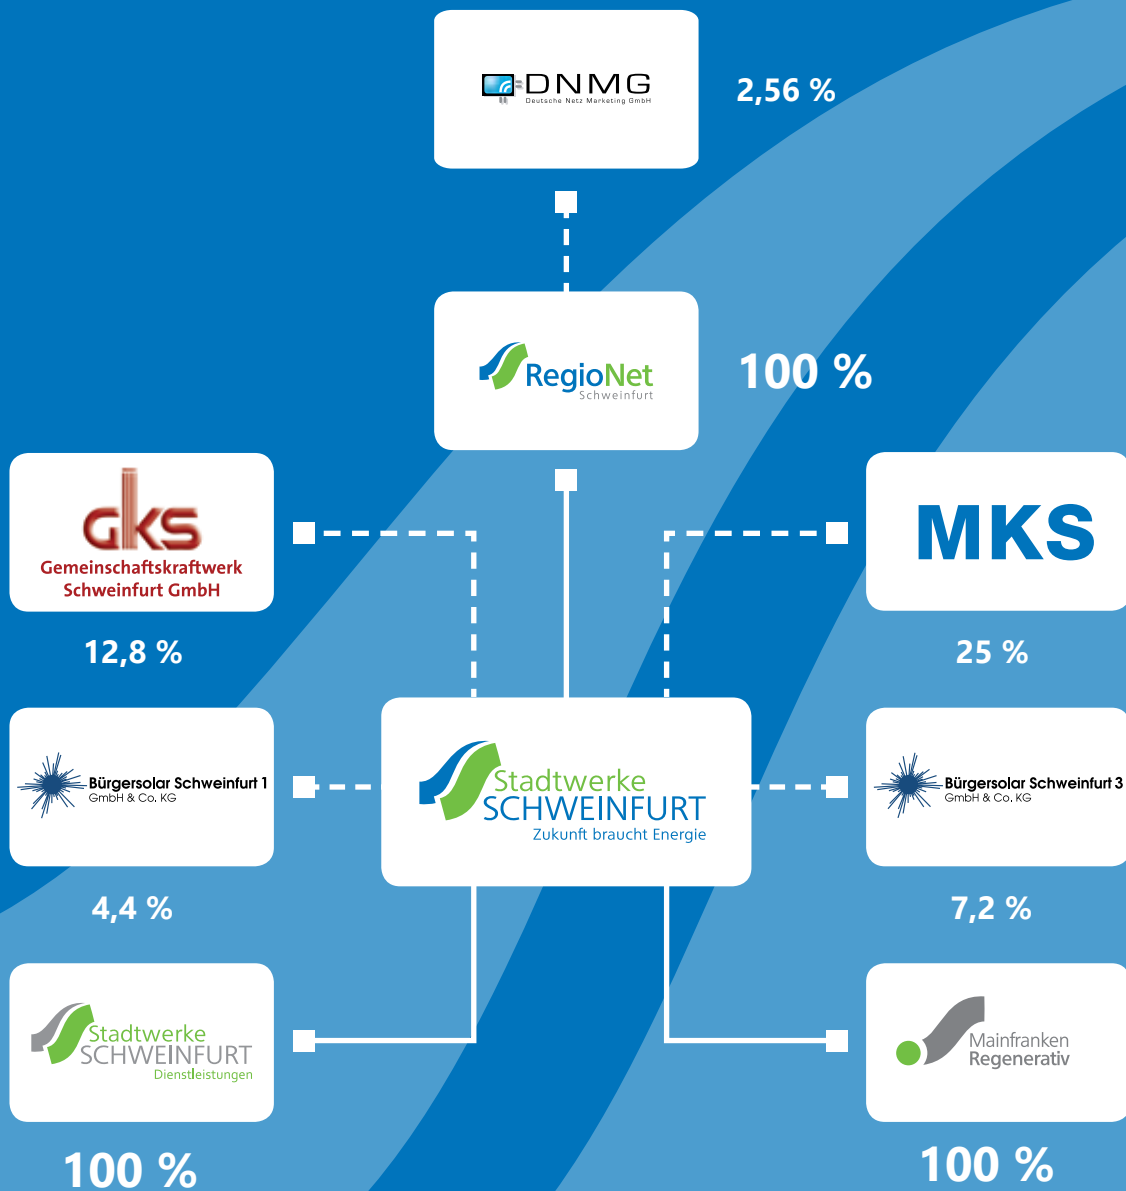 DNMG
Deutsche Netz Marketing GmbH
2,56 %
RegioNet
Schweinfurt
100 %
GKS
Gemeinschaftskraftwerk
Schweinfurt GmbH
12,8 %
MKS
25 %
Bürgersolar Schweinfurt 1
GmbH & Co. KG
4,4 %
Stadtwerke
SCHWEINFURT
Zukunft braucht Energie
Bürgersolar Schweinfurt 3
GmbH & Co. KG
7,2 %
Stadtwerke
SCHWEINFURT
Dienstleistungen
100 %
Mainfranken
Regenerativ
100 %